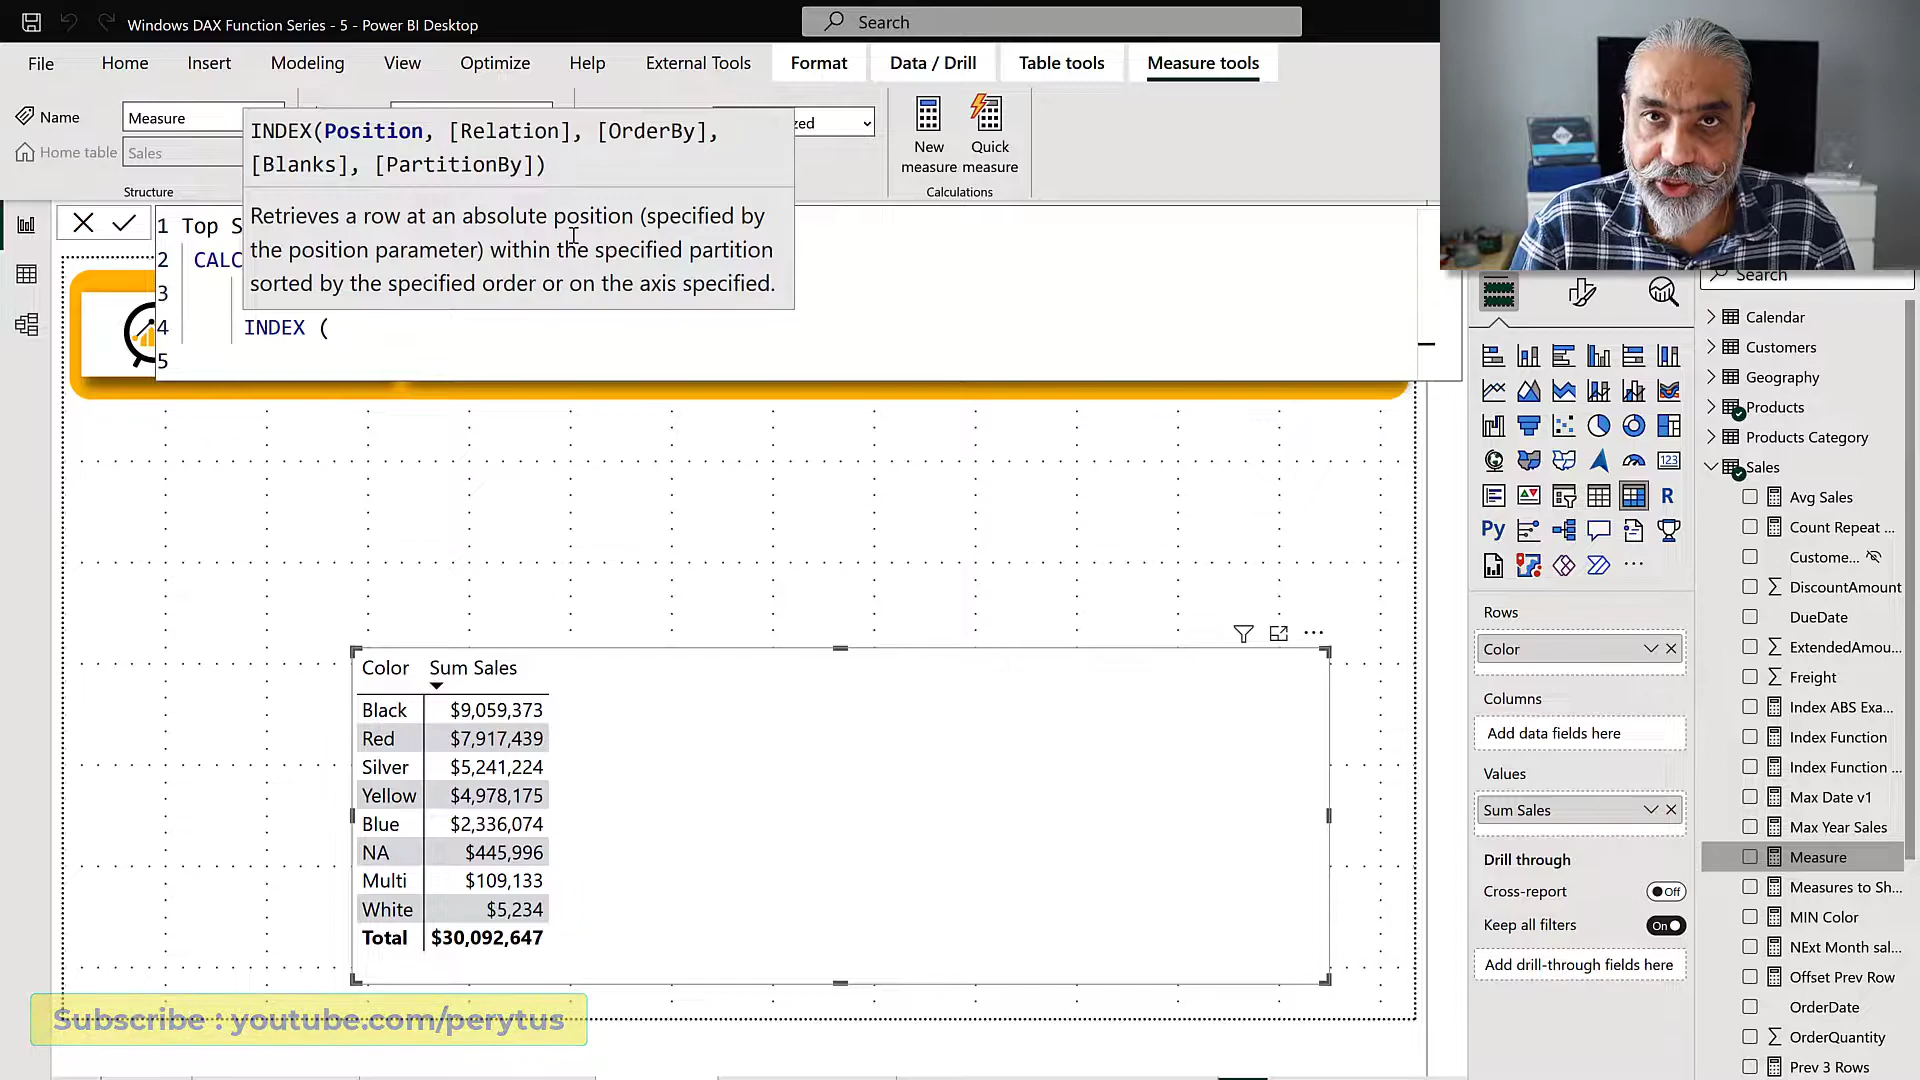 Windows DAX Function Series - 5 - Power BI Desktop
Search
File
Home
Insert
Modeling
View
Optimize
Help
External Tools
Format
Data / Drill
Table tools
Measure tools
Name
Measure
Home table
Sales
Structure
zed
New measure
Quick measure
Calculations
INDEX(Position, [Relation], [OrderBy],
[Blanks], [PartitionBy])
Retrieves a row at an absolute position (specified by
the position parameter) within the specified partition
sorted by the specified order or on the axis specified.
1 Top S
2 CALC
3
4 INDEX (
5
Color Sum Sales
Black $9,059,373
Red $7,917,439
Silver $5,241,224
Yellow $4,978,175
Blue $2,336,074
NA $445,996
Multi $109,133
White $5,234
Total $30,092,647
Subscribe : youtube.com/perytus
R
Py
123
Rows
Color
Columns
Add data fields here
Values
Sum Sales
Drill through
Cross-report
Off
Keep all filters
On
Add drill-through fields here
Search
Calendar
Customers
Geography
Products
Products Category
Sales
Avg Sales
Count Repeat ...
Custome...
DiscountAmount
DueDate
ExtendedAmou...
Freight
Index ABS Exa...
Index Function
Index Function ...
Max Date v1
Max Year Sales
Measure
Measures to Sh...
MIN Color
NExt Month sal...
Offset Prev Row
OrderDate
OrderQuantity
Prev 3 Rows